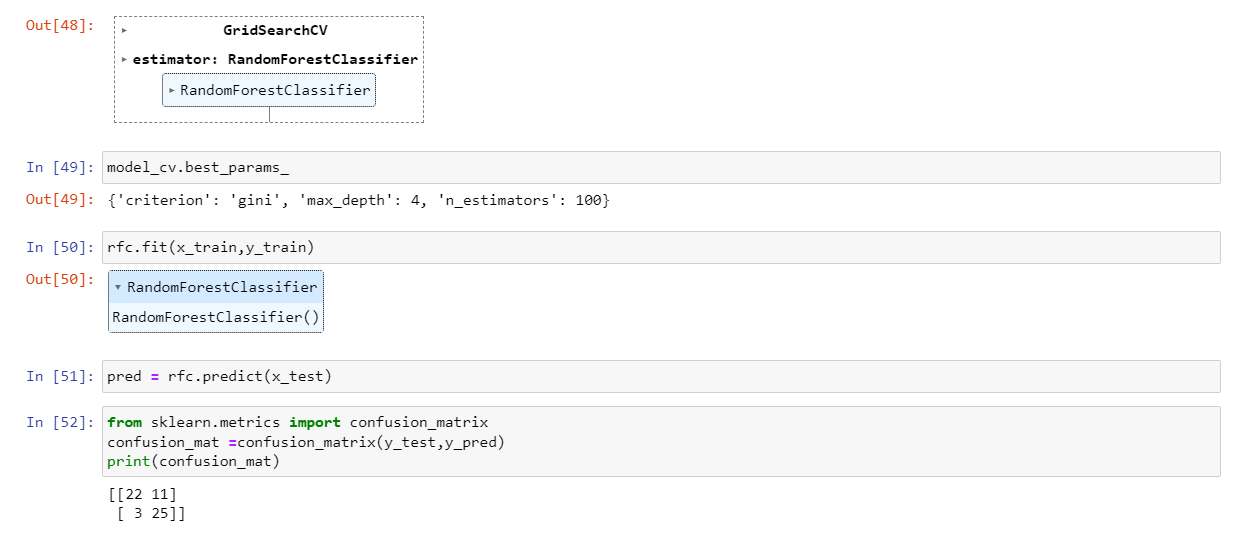 Out[48]:
GridSearchCV
estimator: RandomForestClassifier
RandomForestClassifier
In [49]: model_cv.best_params_
Out[49]: {'criterion': 'gini', 'max_depth': 4, 'n_estimators': 100}
In [50]: rfc.fit(x_train,y_train)
Out[50]:
RandomForestClassifier
RandomForestClassifier()
In [51]: pred = rfc.predict(x_test)
In [52]: from sklearn.metrics import confusion_matrix
confusion_mat =confusion_matrix(y_test,y_pred)
print(confusion_mat)
[[22 11]
 [ 3 25]]